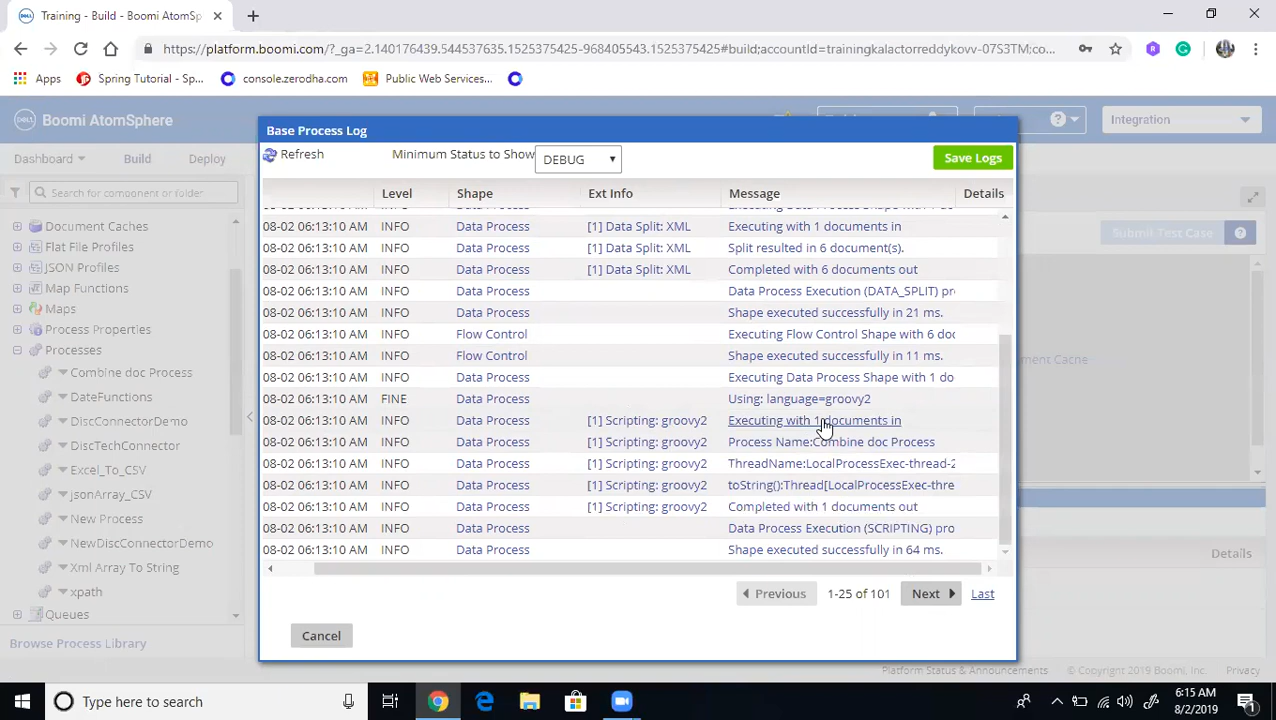 Training - Build - Boomi AtomSp
https://platform.boomi.com/?_ga=2.140176439.544537635.1525375425-968405543.1525375425#build;accountId=trainingkalactorreddykovv-07S3TM;co...
Apps
Spring Tutorial - Sp...
console.zerodha.com
Public Web Services...
Boomi AtomSphere
Integration
Dashboard
Build
Deploy
Search for component or folder
Document Caches
Flat File Profiles
JSON Profiles
Map Functions
Maps
Process Properties
Processes
Combine doc Process
DateFunctions
DiscConnectorDemo
DiscTechConnector
Excel_To_CSV
jsonArray_CSV
New Process
NewDiscConnectorDemo
Xml Array To String
xpath
Queues
Browse Process Library
Submit Test Case
ment Cache
Details
Base Process Log
Refresh
Minimum Status to Show
DEBUG
Save Logs
Level Shape Ext Info Message Details
08-02 06:13:10 AM INFO Data Process [1] Data Split: XML Executing with 1 documents in
08-02 06:13:10 AM INFO Data Process [1] Data Split: XML Split resulted in 6 document(s).
08-02 06:13:10 AM INFO Data Process [1] Data Split: XML Completed with 6 documents out
08-02 06:13:10 AM INFO Data Process Data Process Execution (DATA_SPLIT) pro
08-02 06:13:10 AM INFO Data Process Shape executed successfully in 21 ms.
08-02 06:13:10 AM INFO Flow Control Executing Flow Control Shape with 6 doc
08-02 06:13:10 AM INFO Flow Control Shape executed successfully in 11 ms.
08-02 06:13:10 AM INFO Data Process Executing Data Process Shape with 1 do
08-02 06:13:10 AM FINE Data Process Using: language=groovy2
08-02 06:13:10 AM INFO Data Process [1] Scripting: groovy2 Executing with 1 documents in
08-02 06:13:10 AM INFO Data Process [1] Scripting: groovy2 Process Name:Combine doc Process
08-02 06:13:10 AM INFO Data Process [1] Scripting: groovy2 ThreadName:LocalProcessExec-thread-2
08-02 06:13:10 AM INFO Data Process [1] Scripting: groovy2 toString():Thread[LocalProcessExec-thre
08-02 06:13:10 AM INFO Data Process [1] Scripting: groovy2 Completed with 1 documents out
08-02 06:13:10 AM INFO Data Process Data Process Execution (SCRIPTING) pro
08-02 06:13:10 AM INFO Data Process Shape executed successfully in 64 ms.
Previous 1-25 of 101 Next Last
Cancel
Platform Status & Announcements © Copyright 2019 Boomi, Inc. Privacy
Type here to search
6:15 AM
8/2/2019